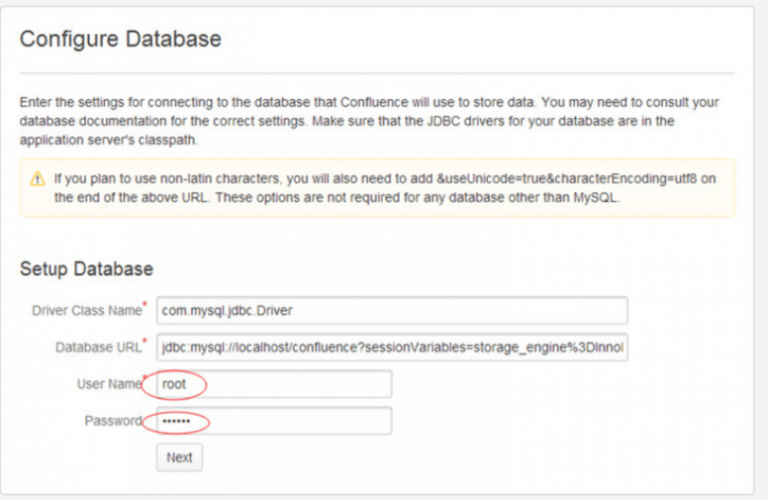 Configure Database
Enter the settings for connecting to the database that Confluence will use to store data. You may need to consult your
database documentation for the correct settings. Make sure that the JDBC drivers for your database are in the
application server's classpath.
If you plan to use non-latin characters, you will also need to add &useUnicode=true&characterEncoding=utf8 on
the end of the above URL. These options are not required for any database other than MySQL.
Setup Database
Driver Class Name* com.mysql.jdbc.Driver
Database URL* jdbc:mysql://localhost/confluence?sessionVariables=storage_engine%3DInno
User Name* root
Password ••••••
Next